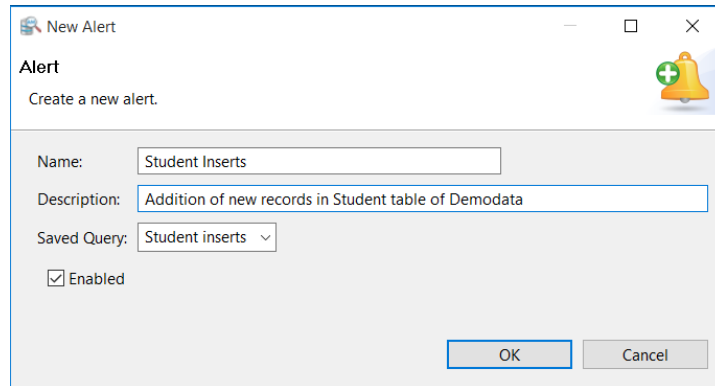 New Alert
Alert
Create a new alert.
Name: Student Inserts
Description: Addition of new records in Student table of Demodata
Saved Query: Student inserts
Enabled
OK Cancel